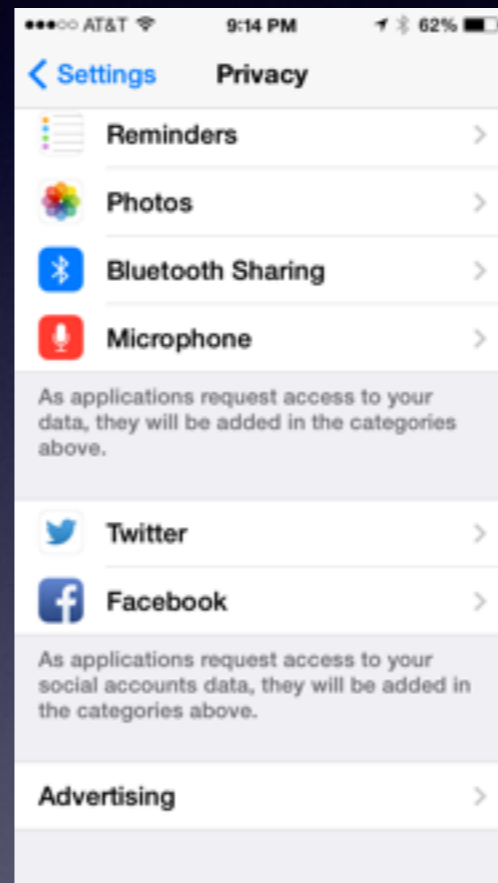 AT&T 9:14 PM 62%
Settings Privacy
Reminders
Photos
Bluetooth Sharing
Microphone
As applications request access to your
data, they will be added in the categories
above.
Twitter
Facebook
As applications request access to your
social accounts data, they will be added in
the categories above.
Advertising